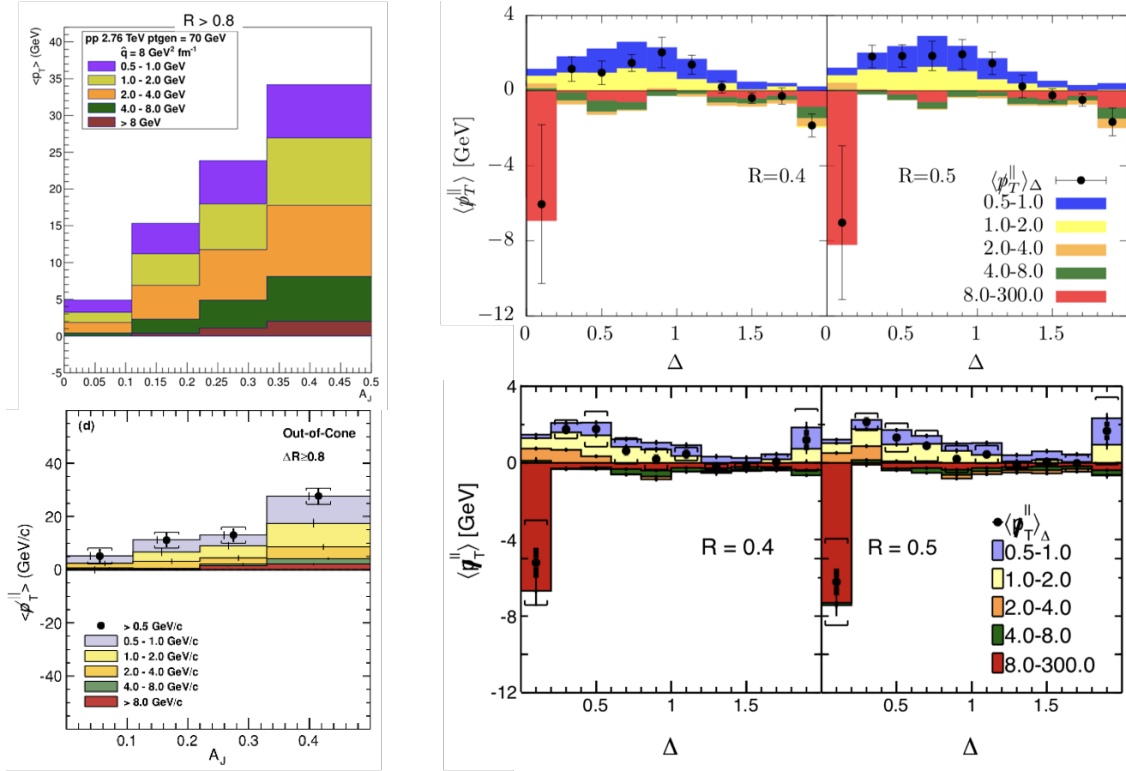 R > 0.8
pp 2.76 TeV ptgen = 70 GeV
q̂ = 8 GeV² fm⁻¹
0.5 - 1.0 GeV
1.0 - 2.0 GeV
2.0 - 4.0 GeV
4.0 - 8.0 GeV
> 8 GeV
<p_T> (GeV)
45
40
35
30
25
20
15
10
5
0
-5
0 0.05 0.1 0.15 0.2 0.25 0.3 0.35 0.4 0.45 0.5
A_J
4
0
−4
−8
−12
⟨p̸_T^∥⟩ [GeV]
R=0.4
R=0.5
⟨p̸_T^∥⟩_Δ
0.5-1.0
1.0-2.0
2.0-4.0
4.0-8.0
8.0-300.0
0 0.5 1 1.5 0 0.5 1 1.5
Δ Δ
(d)
Out-of-Cone
ΔR≥0.8
<p̸_T^||> (GeV/c)
40
20
0
-20
-40
> 0.5 GeV/c
0.5 - 1.0 GeV/c
1.0 - 2.0 GeV/c
2.0 - 4.0 GeV/c
4.0 - 8.0 GeV/c
> 8.0 GeV/c
0.1 0.2 0.3 0.4
A_J
4
0
-4
-8
-12
⟨p̸_T^||⟩ [GeV]
R = 0.4
R = 0.5
⟨p̸_T^||⟩_Δ
0.5-1.0
1.0-2.0
2.0-4.0
4.0-8.0
8.0-300.0
0.5 1 1.5 0.5 1 1.5
Δ Δ